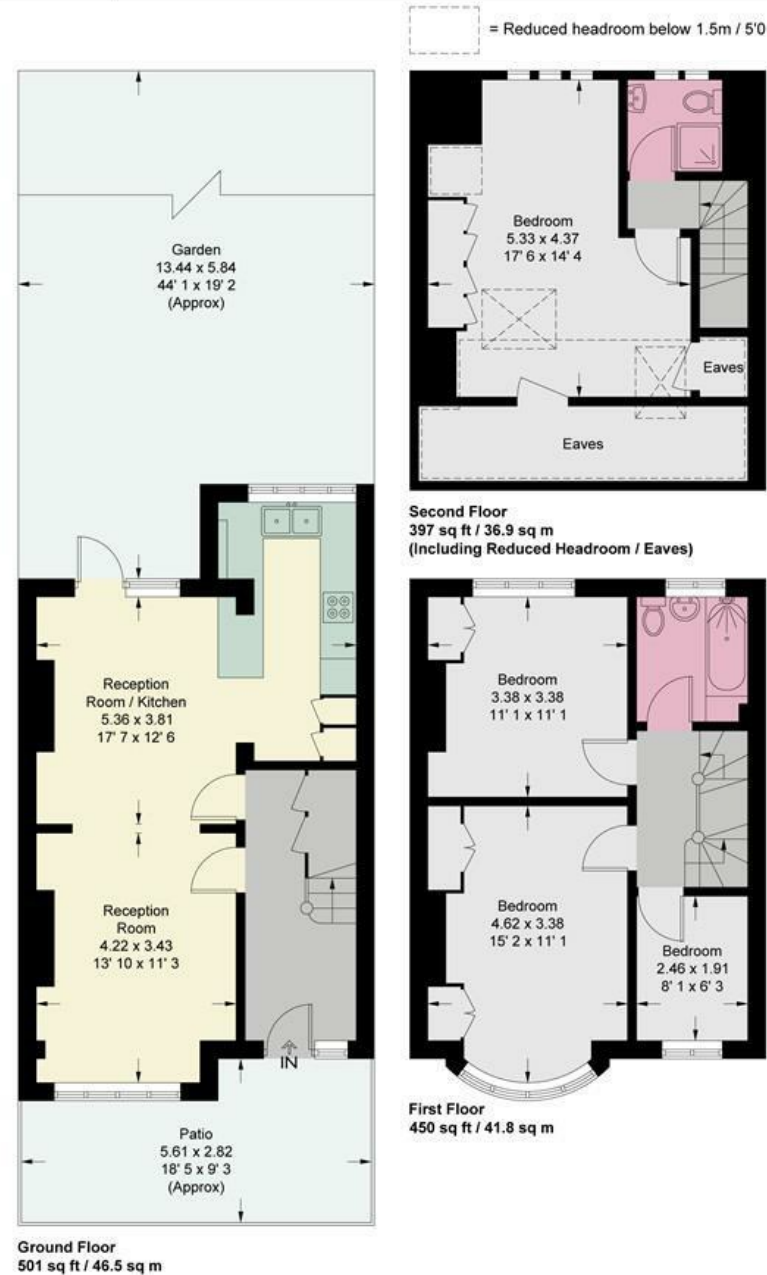 = Reduced headroom below 1.5m / 5'0
Garden
13.44 x 5.84
44' 1 x 19' 2
(Approx)
Reception
Room / Kitchen
5.36 x 3.81
17' 7 x 12' 6
Reception
Room
4.22 x 3.43
13' 10 x 11' 3
IN
Patio
5.61 x 2.82
18' 5 x 9' 3
(Approx)
Ground Floor
501 sq ft / 46.5 sq m
Bedroom
5.33 x 4.37
17' 6 x 14' 4
Eaves
Eaves
Second Floor
397 sq ft / 36.9 sq m
(Including Reduced Headroom / Eaves)
Bedroom
3.38 x 3.38
11' 1 x 11' 1
Bedroom
4.62 x 3.38
15' 2 x 11' 1
Bedroom
2.46 x 1.91
8' 1 x 6' 3
First Floor
450 sq ft / 41.8 sq m